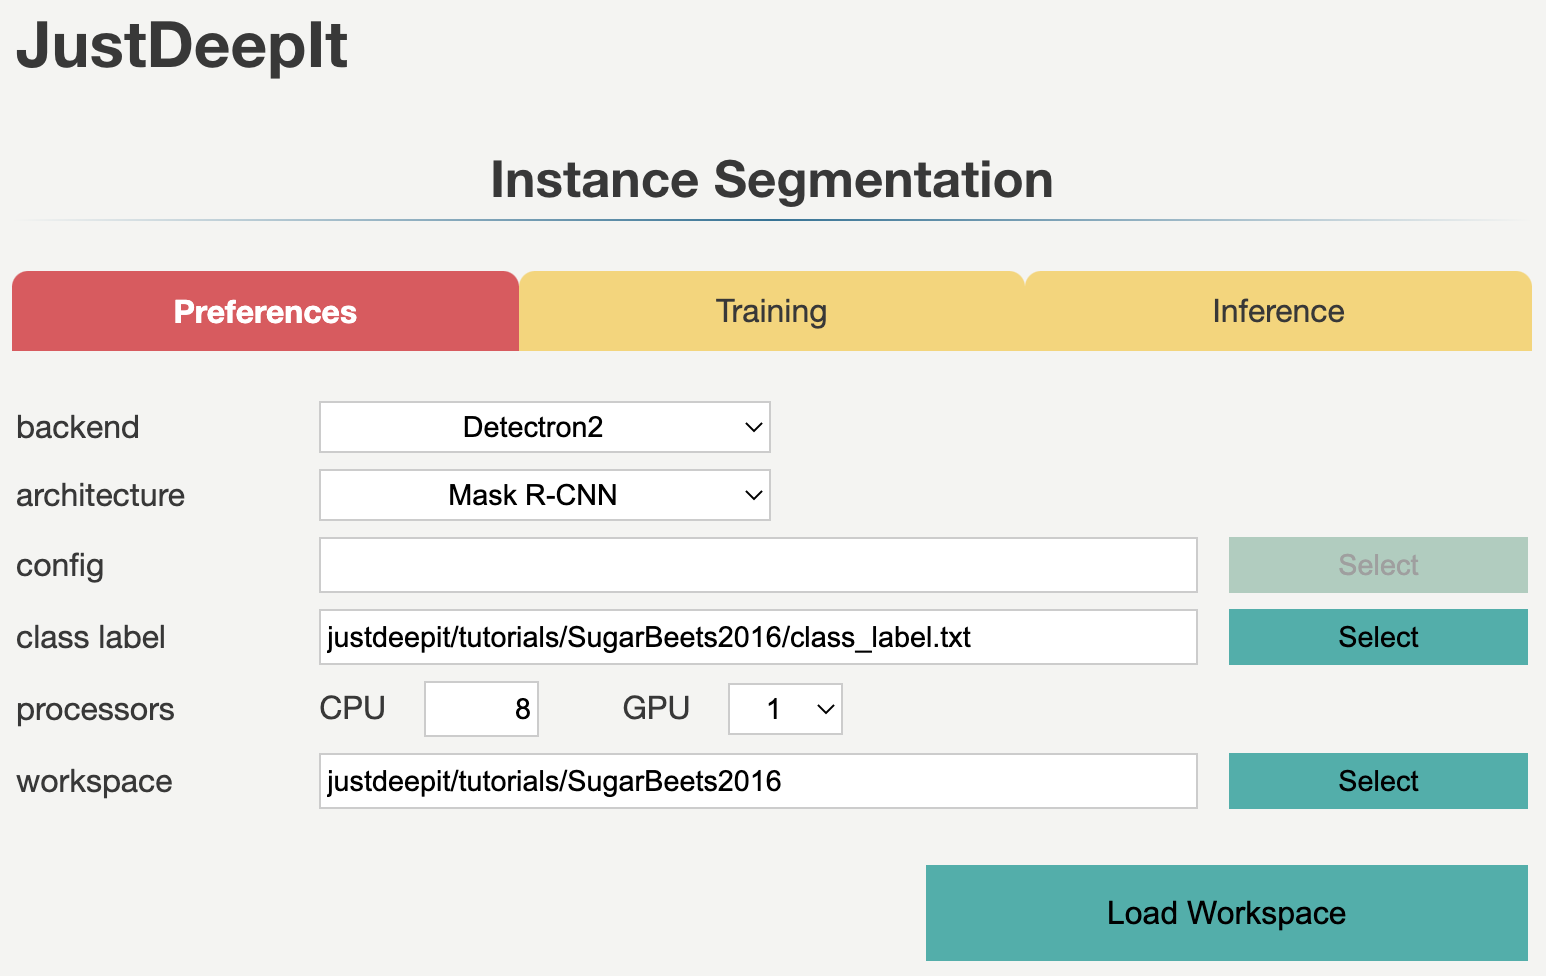 JustDeepIt
Instance Segmentation
Preferences Training Inference
backend Detectron2
architecture Mask R-CNN
config Select
class label justdeepit/tutorials/SugarBeets2016/class_label.txt Select
processors CPU 8 GPU 1
workspace justdeepit/tutorials/SugarBeets2016 Select
Load Workspace